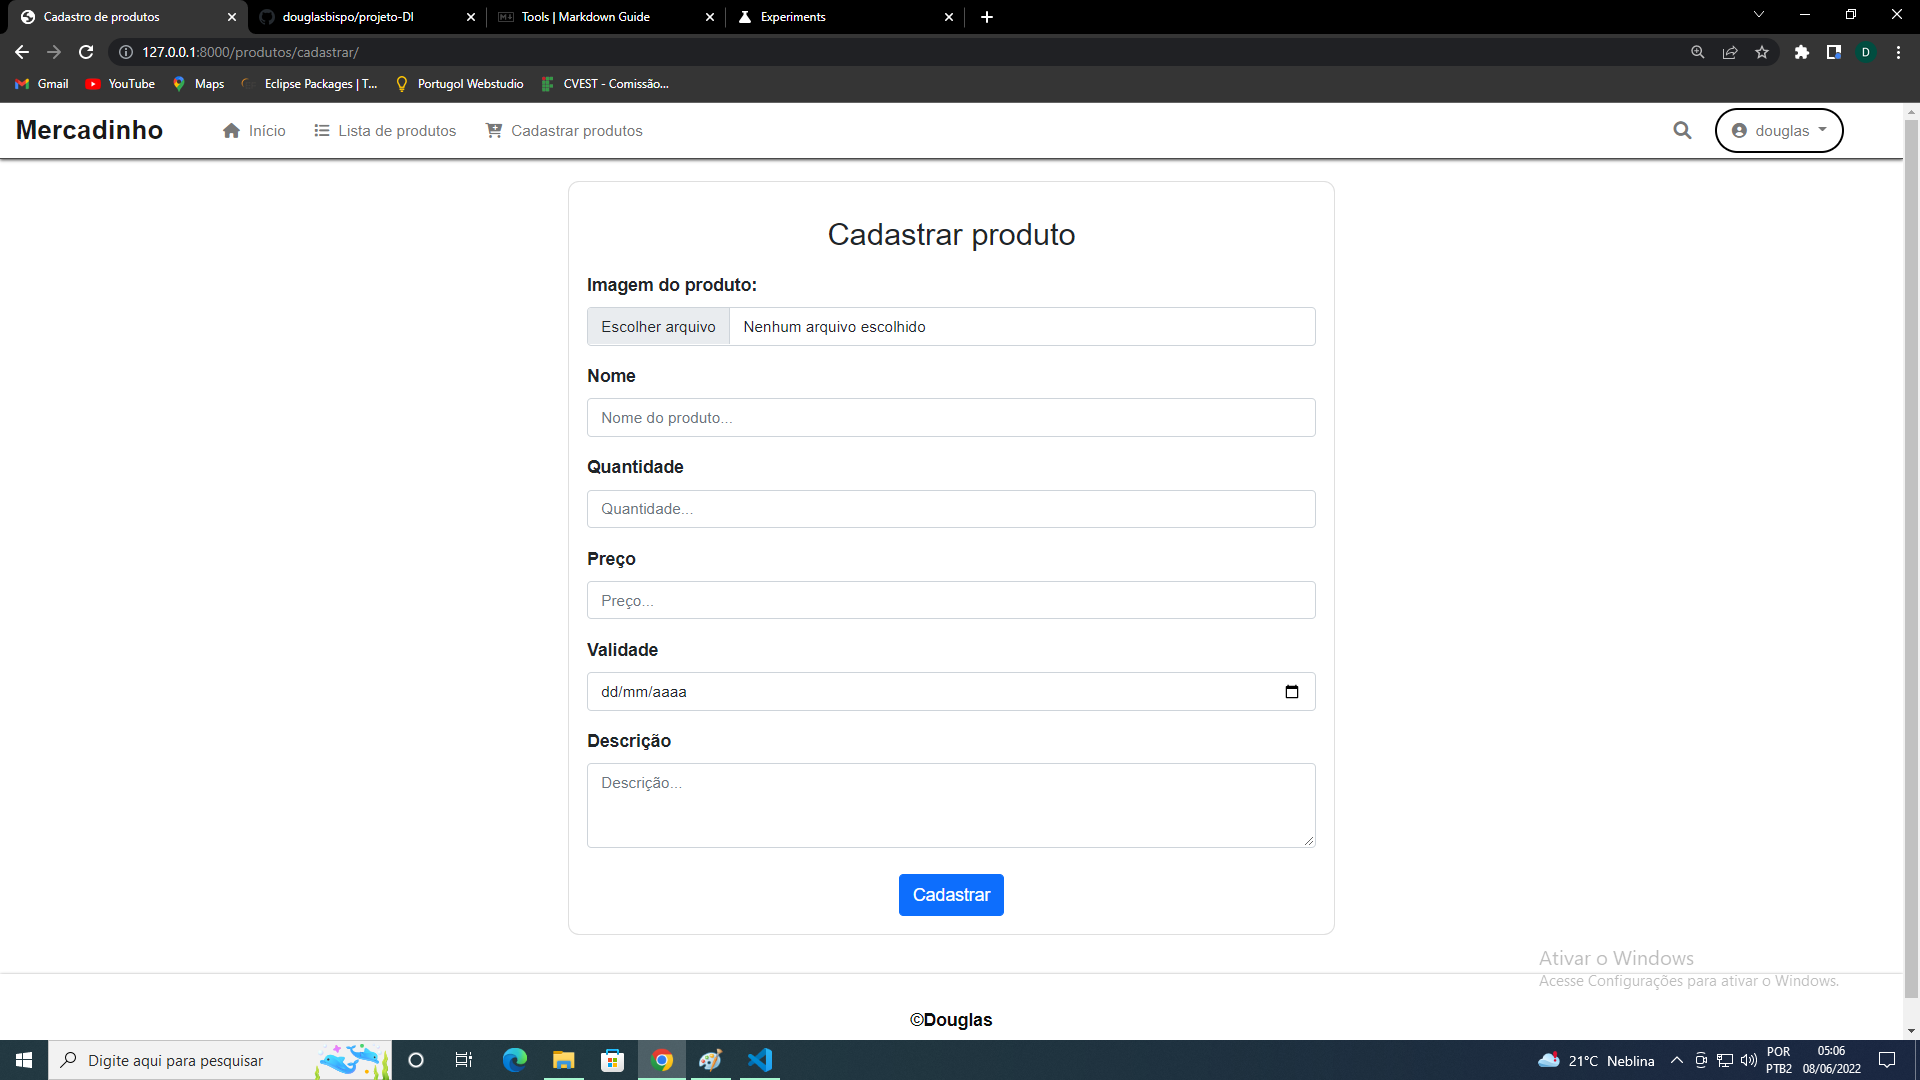 Cadastro de produtos
douglasbispo/projeto-DI
Tools | Markdown Guide
Experiments
127.0.0.1:8000/produtos/cadastrar/
D
Gmail
YouTube
Maps
Eclipse Packages | T...
Portugol Webstudio
CVEST - Comissão...
Mercadinho
Início
Lista de produtos
Cadastrar produtos
douglas
Cadastrar produto
Imagem do produto:
Escolher arquivo
Nenhum arquivo escolhido
Nome
Nome do produto...
Quantidade
Quantidade...
Preço
Preço...
Validade
dd/mm/aaaa
Descrição
Descrição...
Cadastrar
Ativar o Windows
Acesse Configurações para ativar o Windows.
©Douglas
Digite aqui para pesquisar
21°C Neblina
POR
PTB2
05:06
08/06/2022